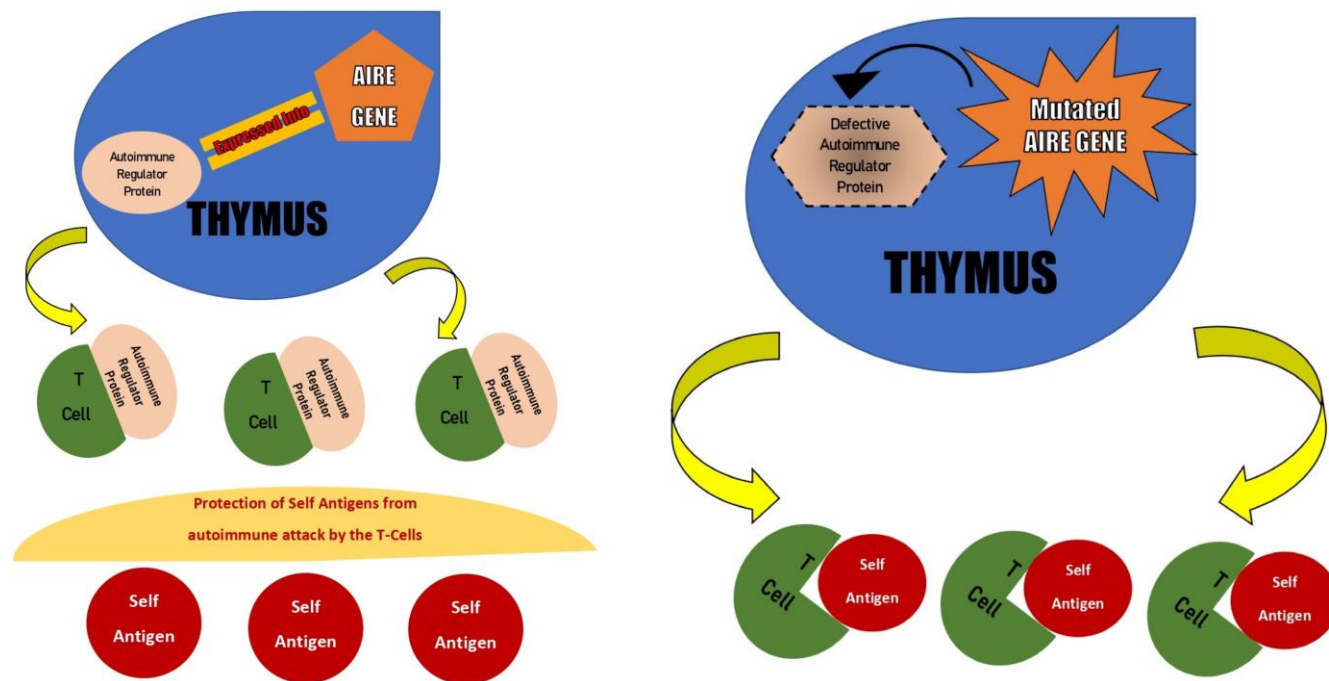 AIRE
GENE
Expressed into
Autoimmune
Regulator
Protein
THYMUS
T
Cell
Autoimmune
Regulator
Protein
T
Cell
Autoimmune
Regulator
Protein
T
Cell
Autoimmune
Regulator
Protein
Protection of Self Antigens from
autoimmune attack by the T-Cells
Self
Antigen
Self
Antigen
Self
Antigen
Mutated
AIRE GENE
Defective
Autoimmune
Regulator
Protein
THYMUS
T
Cell
Self
Antigen
T
Cell
Self
Antigen
T
Cell
Self
Antigen